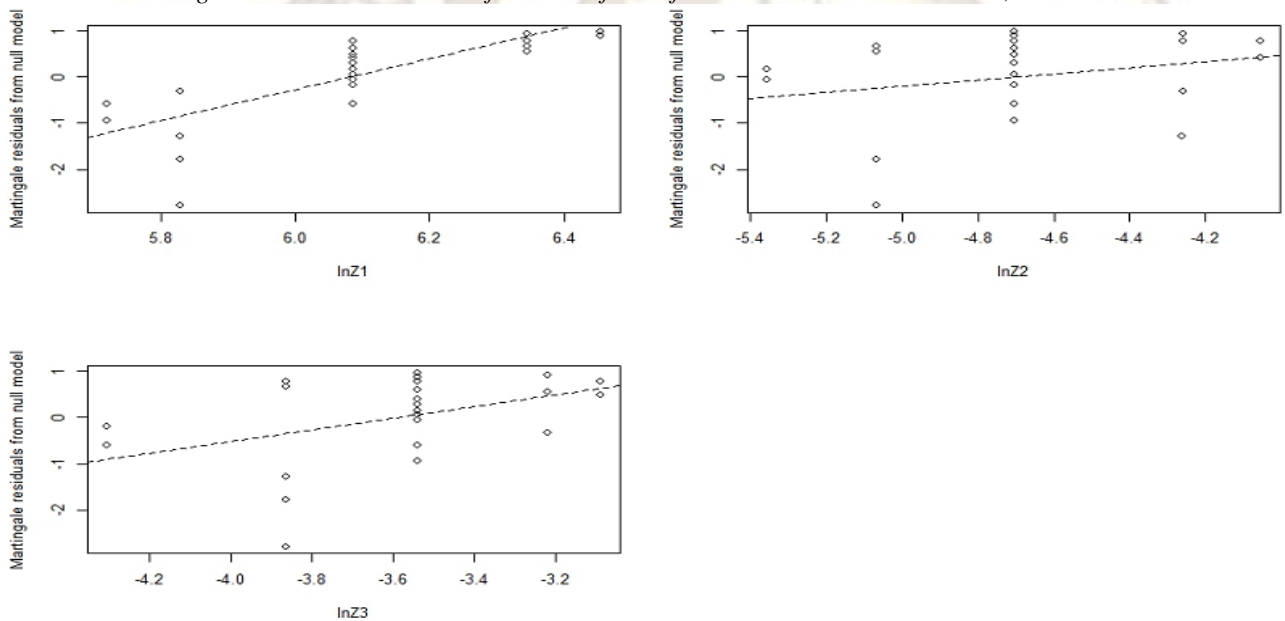 Martingale residuals from null model
1
0
-1
-2
5.8 6.0 6.2 6.4
lnZ1
Martingale residuals from null model
1
0
-1
-2
-5.4 -5.2 -5.0 -4.8 -4.6 -4.4 -4.2
lnZ2
Martingale residuals from null model
1
0
-1
-2
-4.2 -4.0 -3.8 -3.6 -3.4 -3.2
lnZ3